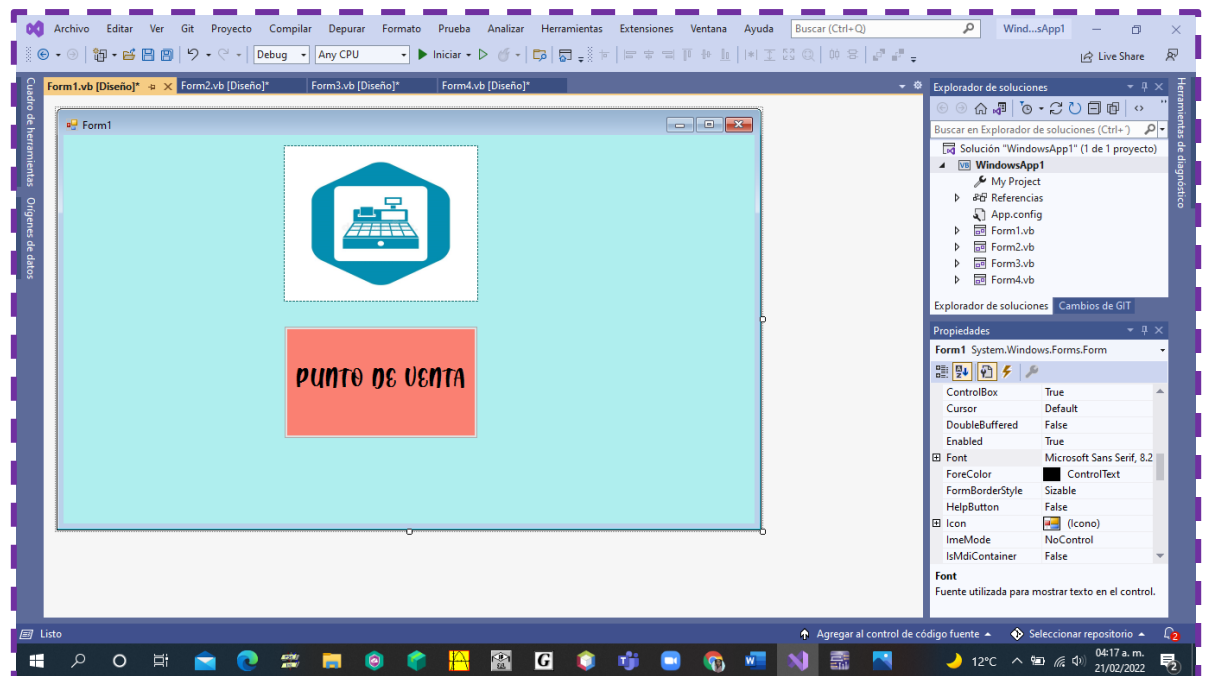 Archivo Editar Ver Git Proyecto Compilar Depurar Formato Prueba Analizar Herramientas Extensiones Ventana Ayuda Buscar (Ctrl+Q) Wind...sApp1
Debug Any CPU Iniciar Live Share
Cuadro de herramientas Orígenes de datos
Form1.vb [Diseño]* Form2.vb [Diseño]* Form3.vb [Diseño]* Form4.vb [Diseño]*
Form1
PUNTO DE VENTA
Explorador de soluciones
Buscar en Explorador de soluciones (Ctrl+´)
Solución "WindowsApp1" (1 de 1 proyecto)
VB WindowsApp1
My Project
Referencias
App.config
Form1.vb
Form2.vb
Form3.vb
Form4.vb
Explorador de soluciones Cambios de GIT
Propiedades
Form1 System.Windows.Forms.Form
ControlBox True
Cursor Default
DoubleBuffered False
Enabled True
Font Microsoft Sans Serif, 8.2
ForeColor ControlText
FormBorderStyle Sizable
HelpButton False
Icon (Icono)
ImeMode NoControl
IsMdiContainer False
Font
Fuente utilizada para mostrar texto en el control.
Herramientas de diagnóstico
Listo Agregar al control de código fuente Seleccionar repositorio 2
G W 12°C 04:17 a. m.
21/02/2022 2